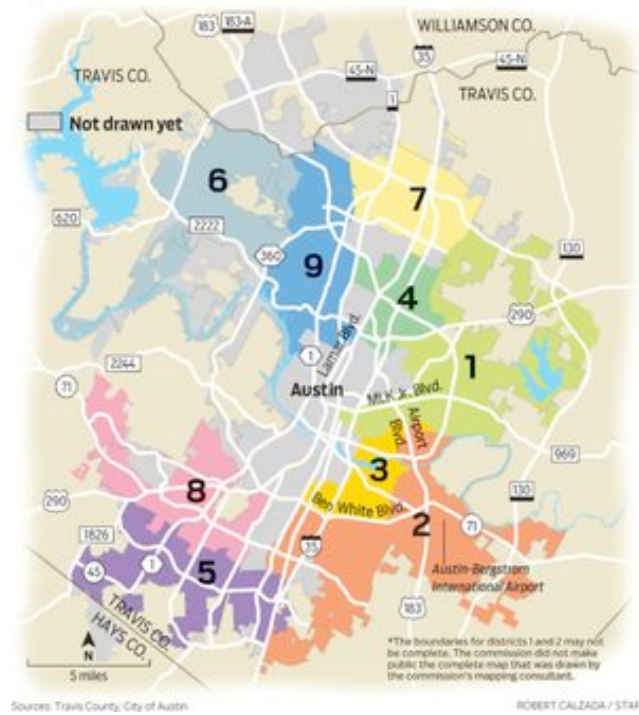 183
183-A
WILLIAMSON CO.
35
45-N
45-N
TRAVIS CO.
1
TRAVIS CO.
Not drawn yet
6
7
620
2222
360
9
130
4
290
1
Lamar Blvd.
2244
71
Austin
MLK Jr. Blvd.
1
Airport
Blvd.
969
3
8
130
290
Ben White Blvd.
2
71
1826
35
1
5
45
Austin-Bergstrom
International Airport
TRAVIS CO.
HAYS CO.
183
N
5 miles
*The boundaries for districts 1 and 2 may not
be complete. The commission did not make
public the complete map that was drawn by
the commission's mapping consultant.
Sources: Travis County, City of Austin
ROBERT CALZADA /